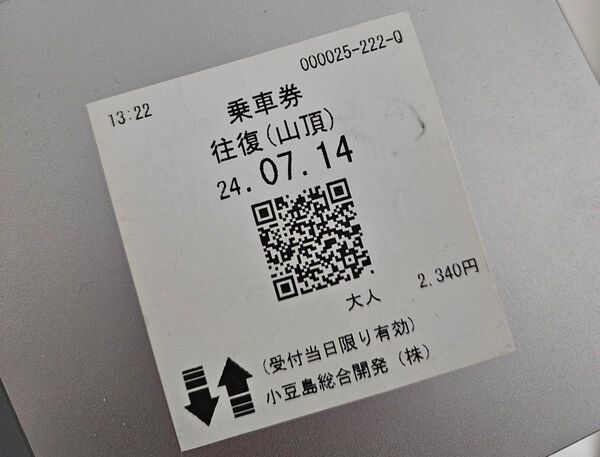 000025-222-0
13:22
乗車券
往復(山頂)
24.07.14
大人 2.340円
(受付当日限り有効)
小豆島総合開発(株)